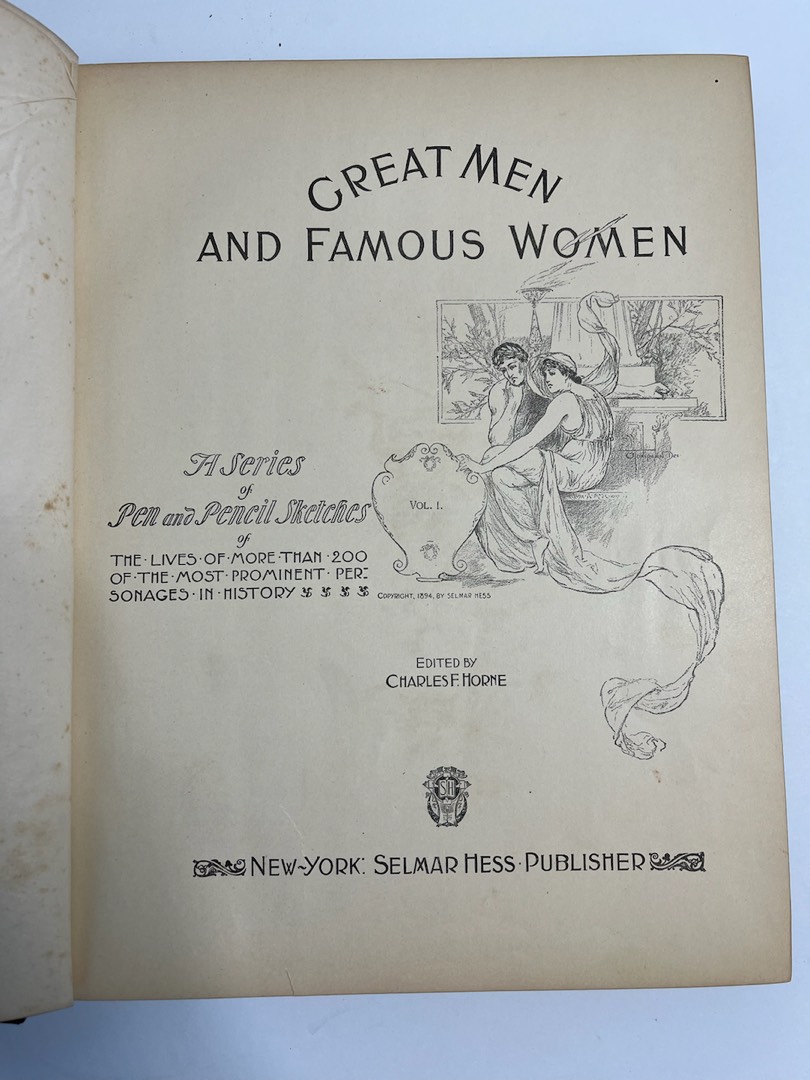 GREAT MEN
AND FAMOUS WOMEN
A Series
of
Pen and Pencil Sketches
of
THE·LIVES·OF·MORE·THAN·200
OF·THE·MOST·PROMINENT·PER-
SONAGES·IN·HISTORY
VOL. I.
COPYRIGHT, 1894, BY SELMAR HESS
EDITED BY
CHARLES F. HORNE
SH
NEW-YORK: SELMAR HESS·PUBLISHER